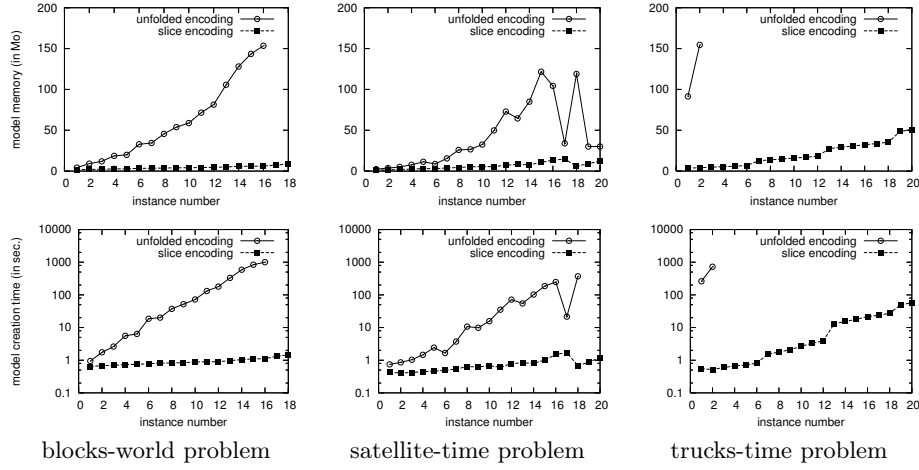 200
150
100
50
0
model memory (in Mo)
unfolded encoding
slice encoding
0 2 4 6 8 10 12 14 16 18
instance number
200
150
100
50
0
unfolded encoding
slice encoding
0 2 4 6 8 10 12 14 16 18 20
instance number
200
150
100
50
0
unfolded encoding
slice encoding
0 2 4 6 8 10 12 14 16 18 20
instance number
10000
1000
100
10
1
0.1
model creation time (in sec.)
unfolded encoding
slice encoding
0 2 4 6 8 10 12 14 16 18
instance number
10000
1000
100
10
1
0.1
unfolded encoding
slice encoding
0 2 4 6 8 10 12 14 16 18 20
instance number
10000
1000
100
10
1
0.1
unfolded encoding
slice encoding
0 2 4 6 8 10 12 14 16 18 20
instance number
blocks-world problem
satellite-time problem
trucks-time problem